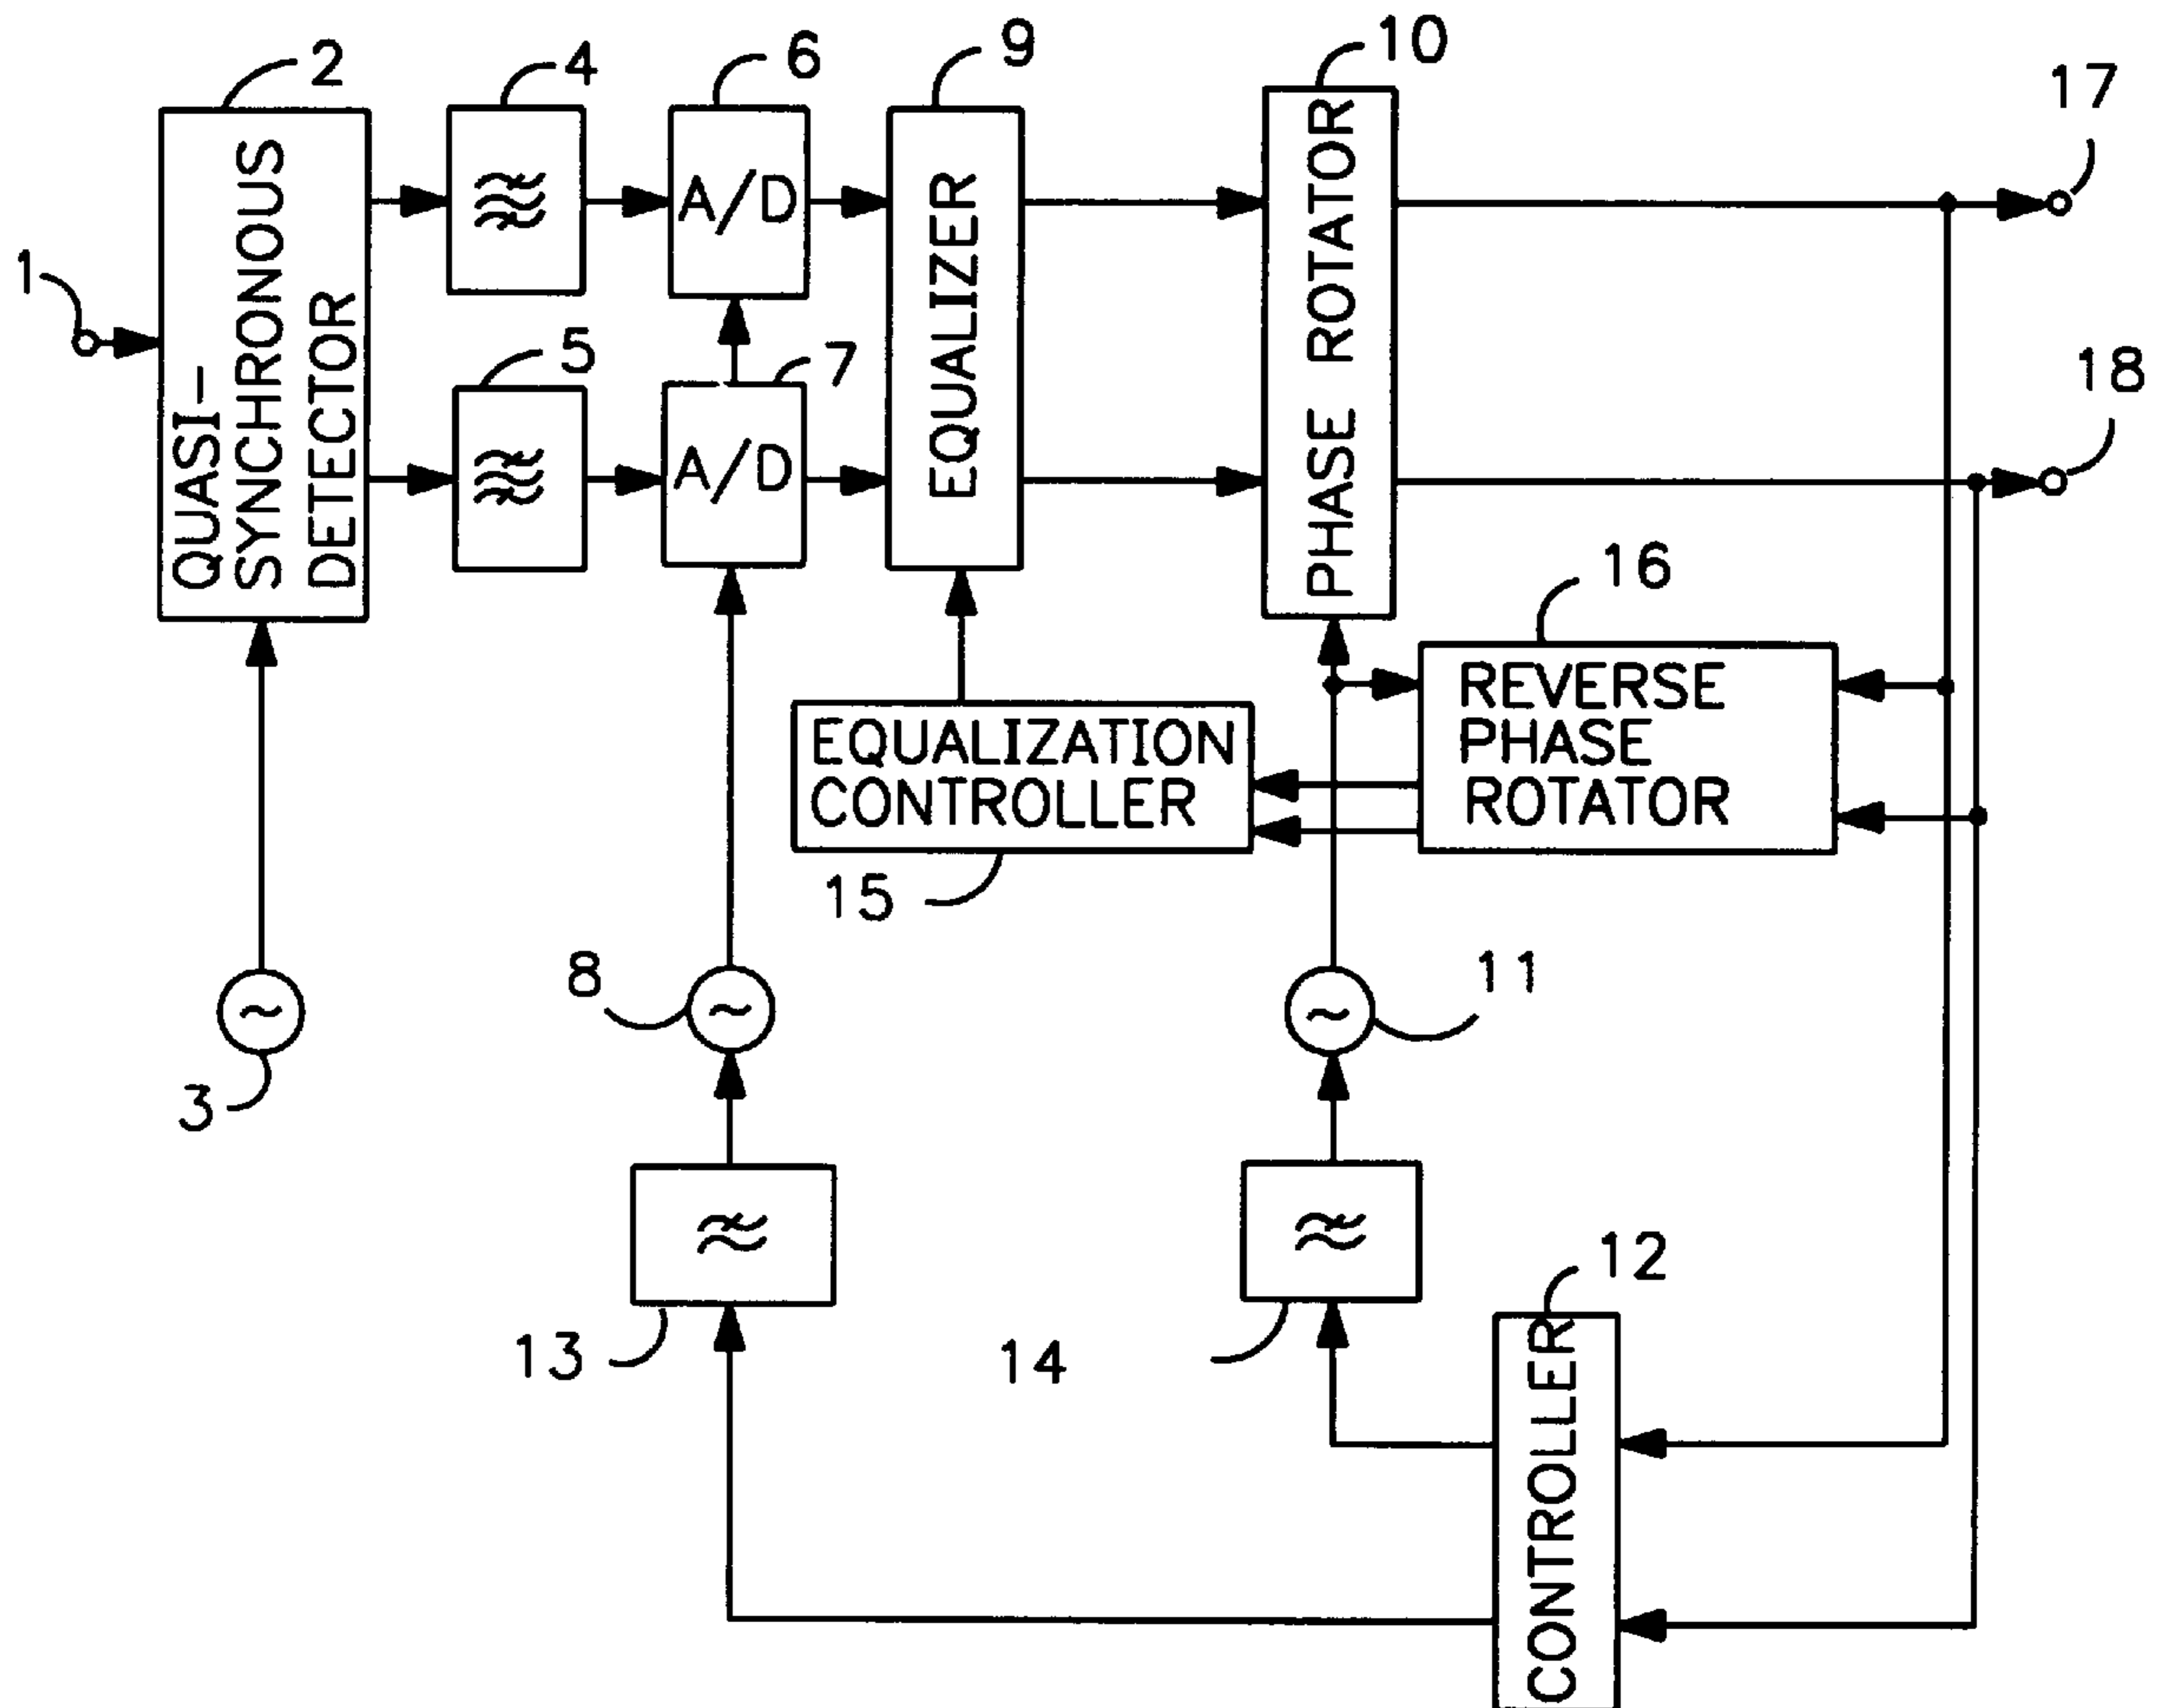 2
4
6
9
10
17
1
QUASI-
SYNCHRONOUS
DETECTOR
A/D
EQUALIZER
PHASE ROTATOR
5
7
A/D
18
16
REVERSE
PHASE
ROTATOR
EQUALIZATION
CONTROLLER
15
8
11
3
13
14
12
CONTROLLER